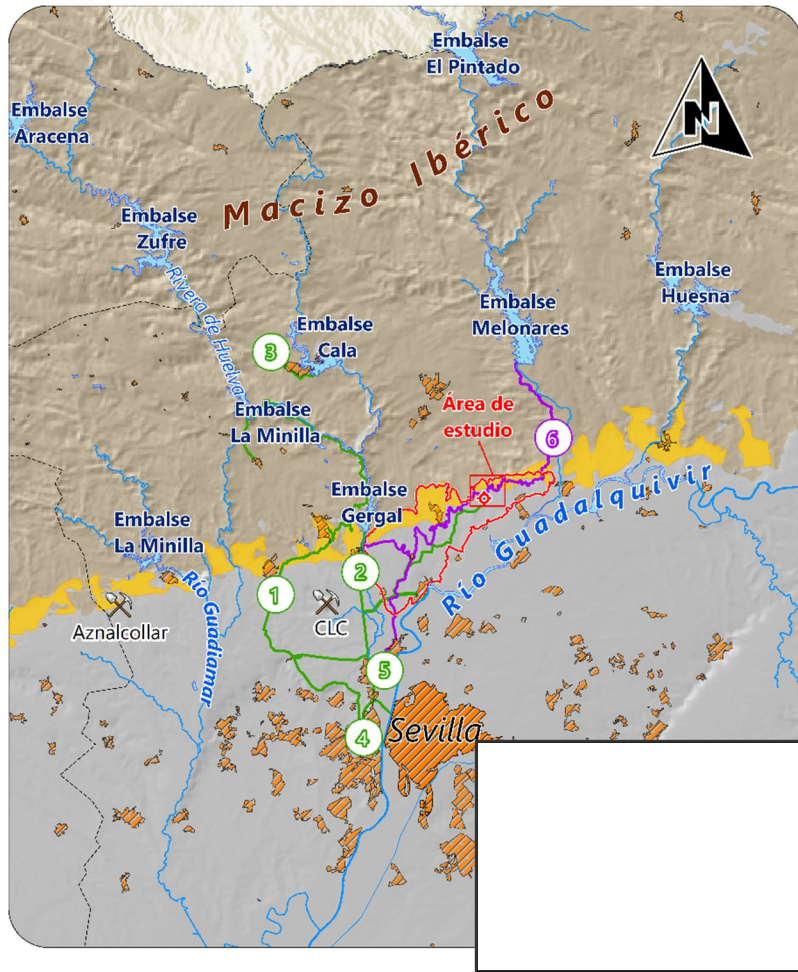 Embalse
El Pintado
N
Embalse
Aracena
Macizo Ibérico
Embalse
Zufre
Embalse
Huesna
Rivera de Huelva
Embalse
Melonares
Embalse
Cala
3
Área de
estudio
Embalse
La Minilla
6
Embalse
Gergal
Río Guadalquivir
Embalse
La Minilla
2
1
Río Guadiamar
Aznalcollar
CLC
5
4
Sevilla